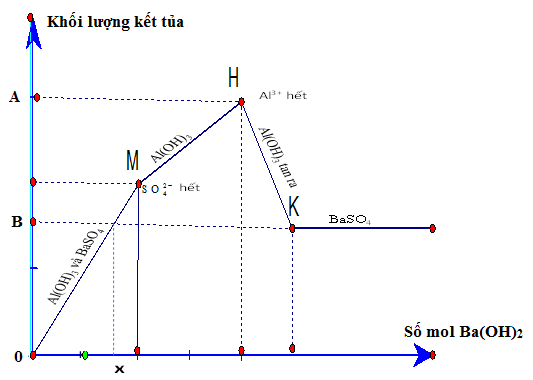 Khối lượng kết tủa
A
H
Al³⁺ hết
Al(OH)₃
Al(OH)₃ tan ra
M
SO₄²⁻ hết
K
B
BaSO₄
Al(OH)₃ và BaSO₄
Số mol Ba(OH)₂
0
x